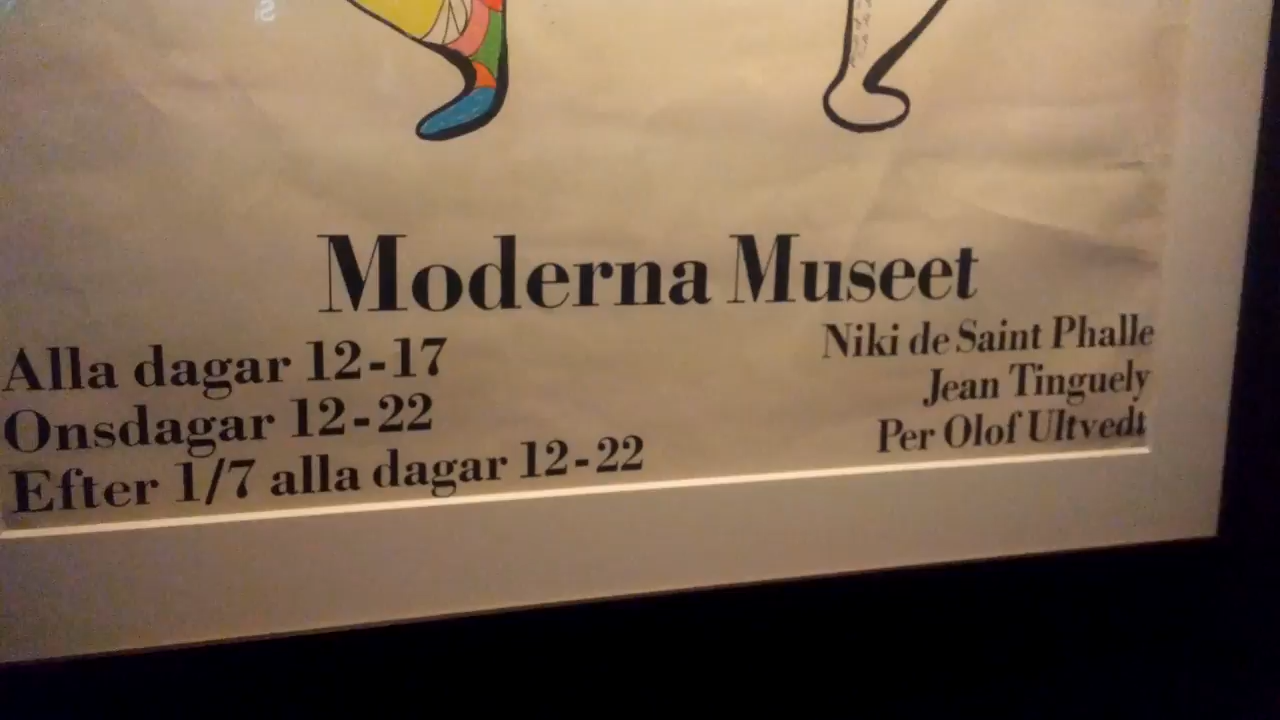 Moderna Museet
Alla dagar 12-17
Onsdagar 12-22
Efter 1/7 alla dagar 12-22
Niki de Saint Phalle
Jean Tinguely
Per Olof Ultvedt